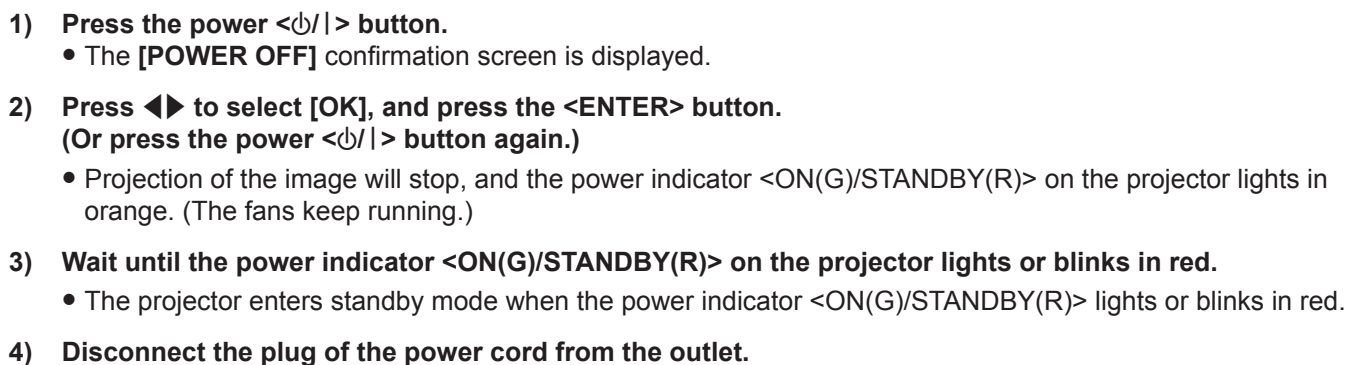 1) Press the power <⏻/|> button.
● The [POWER OFF] confirmation screen is displayed.
2) Press ◀▶ to select [OK], and press the <ENTER> button.
(Or press the power <⏻/|> button again.)
● Projection of the image will stop, and the power indicator <ON(G)/STANDBY(R)> on the projector lights in
orange. (The fans keep running.)
3) Wait until the power indicator <ON(G)/STANDBY(R)> on the projector lights or blinks in red.
● The projector enters standby mode when the power indicator <ON(G)/STANDBY(R)> lights or blinks in red.
4) Disconnect the plug of the power cord from the outlet.